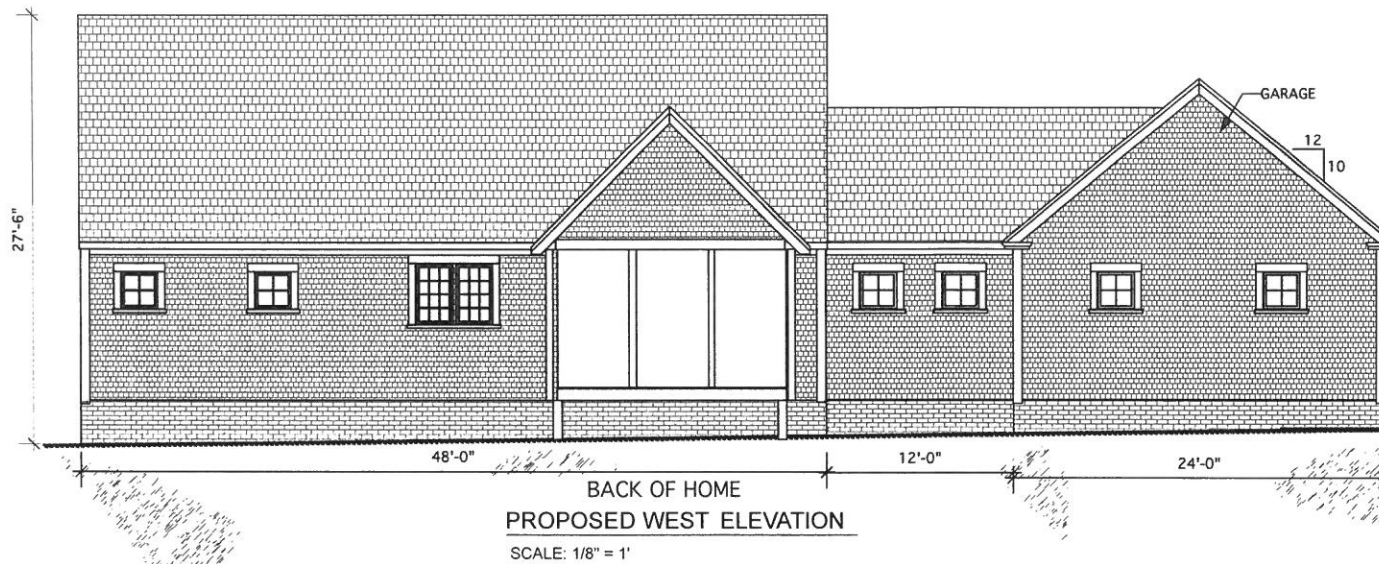 GARAGE
12
10
27'-6"
48'-0"
12'-0"
24'-0"
BACK OF HOME
PROPOSED WEST ELEVATION
SCALE: 1/8" = 1'